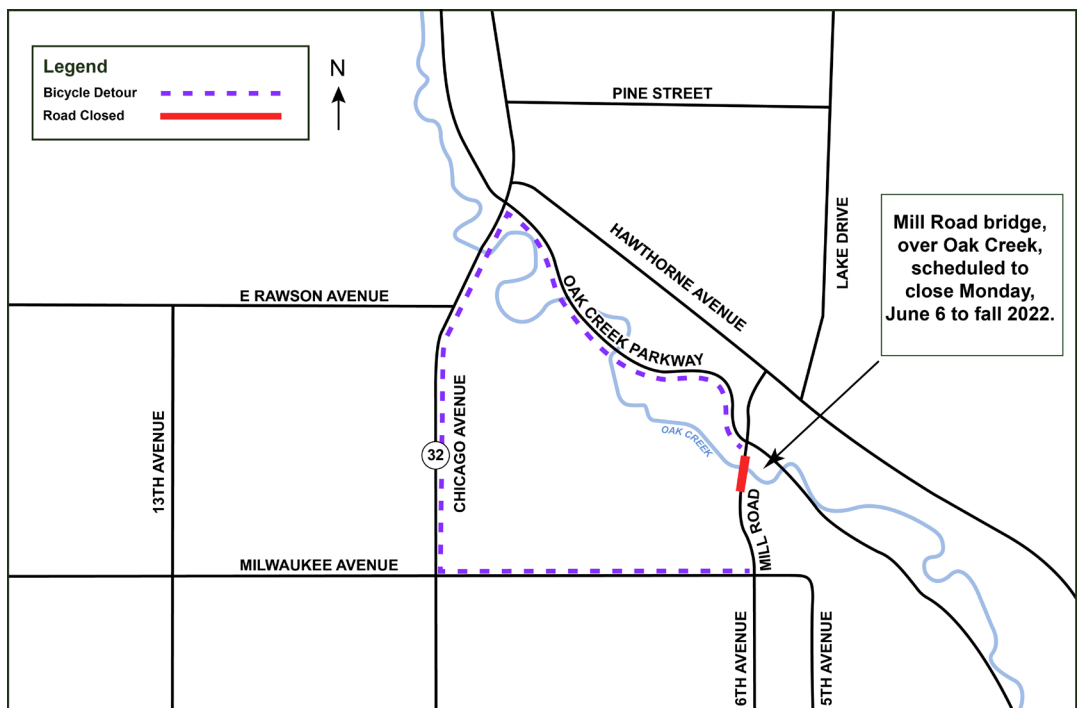 Legend
Bicycle Detour
Road Closed
N
PINE STREET
LAKE DRIVE
HAWTHORNE AVENUE
Mill Road bridge,
over Oak Creek,
scheduled to
close Monday,
June 6 to fall 2022.
E RAWSON AVENUE
OAK CREEK PARKWAY
13TH AVENUE
32
CHICAGO AVENUE
OAK CREEK
MILL ROAD
MILWAUKEE AVENUE
6TH AVENUE
5TH AVENUE